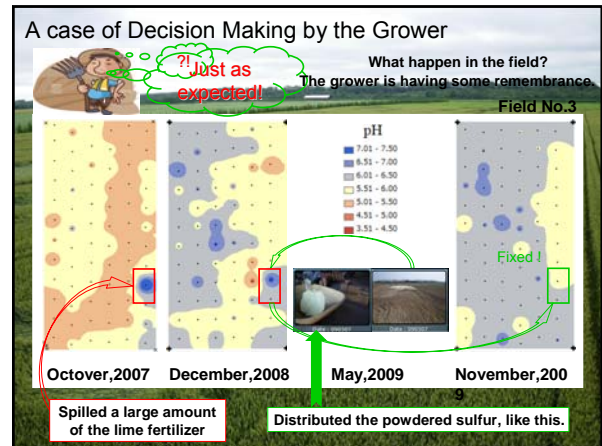 A case of Decision Making by the Grower
?!
Just as
expected!
What happen in the field?
The grower is having some remembrance.
Field No.3
pH
7.01 - 7.50
6.51 - 7.00
6.01 - 6.50
5.51 - 6.00
5.01 - 5.50
4.51 - 5.00
3.51 - 4.50
Fixed !
Octover,2007
December,2008
May,2009
November,200
9
Spilled a large amount
of the lime fertilizer
Distributed the powdered sulfur, like this.